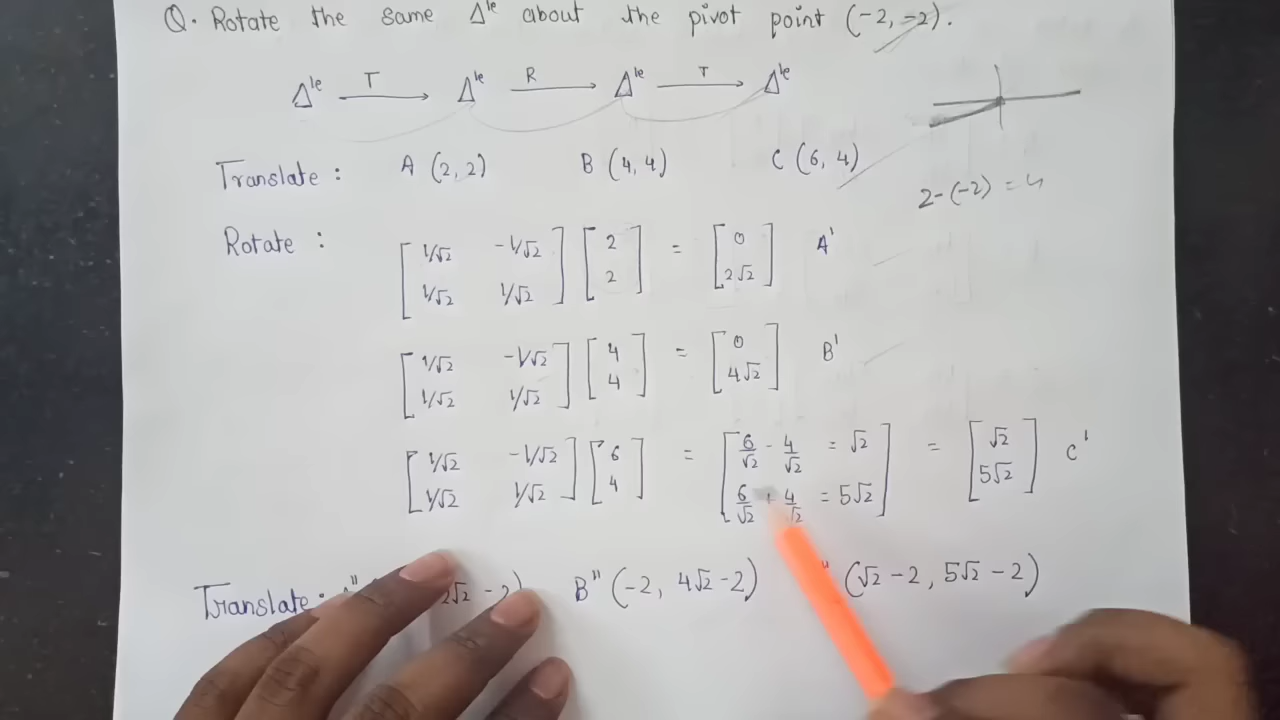 Q. Rotate the same Δle about the pivot point (-2, -2).
Δle T Δle R Δle T Δle
Translate : A (2, 2) B (4, 4) C (6, 4)
2-(-2) = 4
Rotate : [1/√2 -1/√2] [2] = [0] A'
[1/√2 1/√2] [2] [2√2]
[1/√2 -1/√2] [4] = [0] B'
[1/√2 1/√2] [4] [4√2]
[1/√2 -1/√2] [6] = [6/√2 - 4/√2 = √2] = [√2] C'
[1/√2 1/√2] [4] [6/√2 + 4/√2 = 5√2] [5√2]
Translate : 2√2 - 2) B'' (-2, 4√2 - 2) '' (√2 - 2, 5√2 - 2)